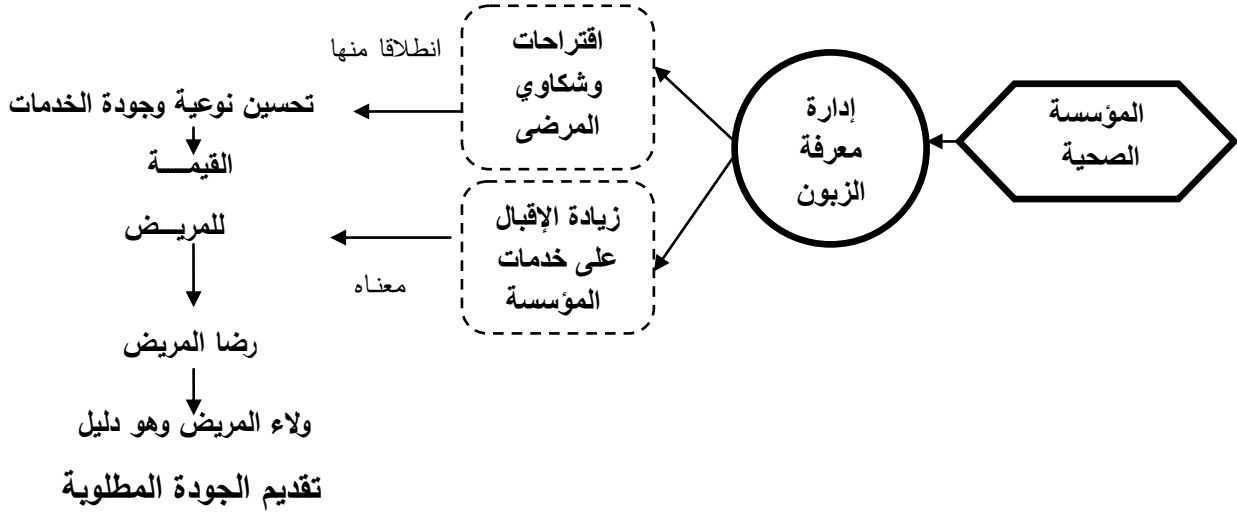 المؤسسة
الصحية
إدارة
معرفة
الزبون
اقتراحات
وشكاوي
المرضى
انطلاقا منها
تحسين نوعية وجودة الخدمات
القيمـــة
للمريـــض
زيادة الإقبال
على خدمات
المؤسسة
معناه
رضا المريض
ولاء المريض وهو دليل
تقديم الجودة المطلوبة